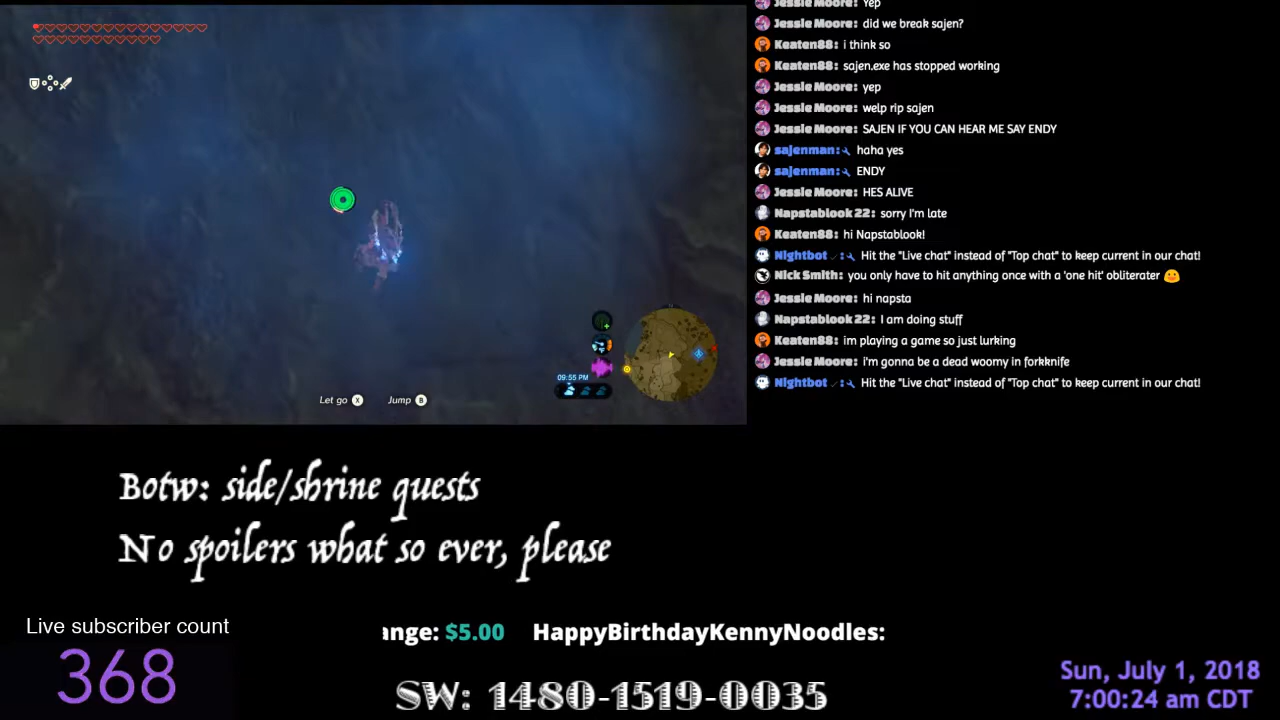 Jessie Moore: Yep
Jessie Moore: did we break sajen?
Keaten88: i think so
Keaten88: sajen.exe has stopped working
Jessie Moore: yep
Jessie Moore: welp rip sajen
Jessie Moore: SAJEN IF YOU CAN HEAR ME SAY ENDY
sajenman: haha yes
sajenman: ENDY
Jessie Moore: HES ALIVE
Napstablook 22: sorry I'm late
Keaten88: hi Napstablook!
Nightbot: Hit the "Live chat" instead of "Top chat" to keep current in our chat!
Nick Smith: you only have to hit anything once with a 'one hit' obliterater
Jessie Moore: hi napsta
Napstablook 22: I am doing stuff
Keaten88: im playing a game so just lurking
Jessie Moore: i'm gonna be a dead woomy in forkknife
Nightbot: Hit the "Live chat" instead of "Top chat" to keep current in our chat!
09:55 PM
Let go X Jump B
Botw: side/shrine quests
No spoilers what so ever, please
Live subscriber count
368
ange: $5.00 HappyBirthdayKennyNoodles:
SW: 1480-1519-0035
Sun, July 1, 2018
7:00:24 am CDT